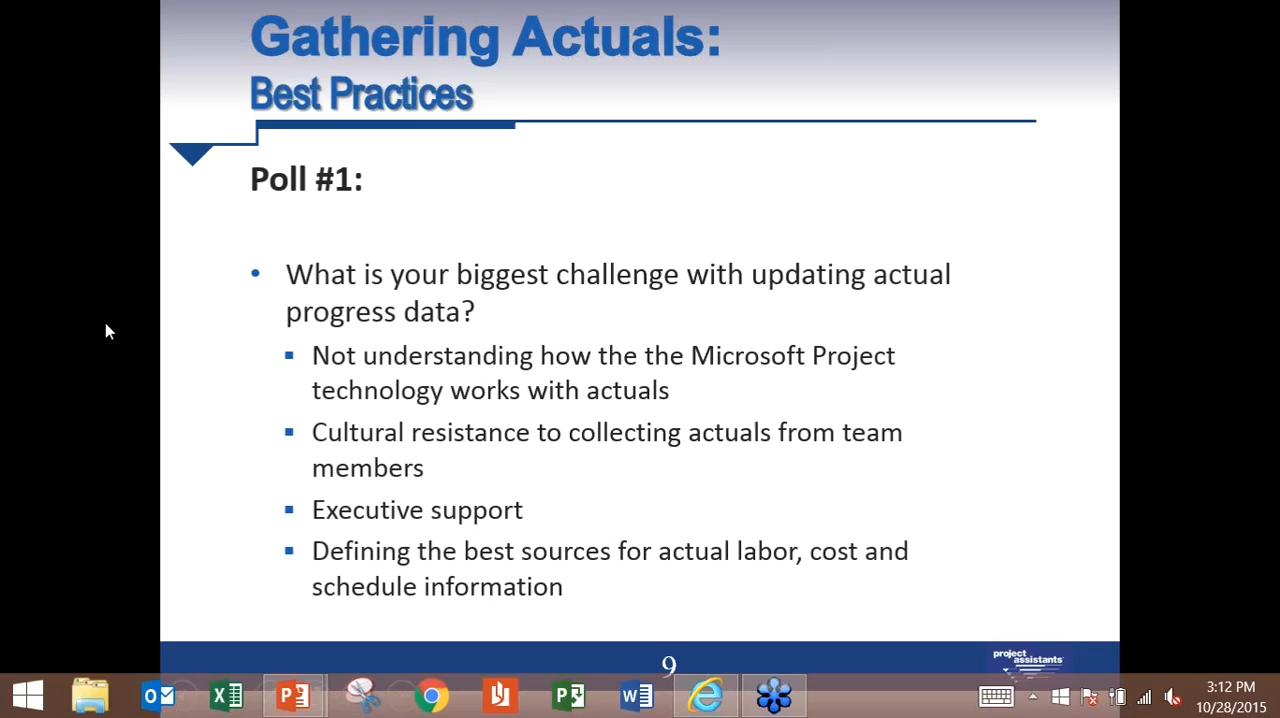 Gathering Actuals:
Best Practices
Poll #1:
• What is your biggest challenge with updating actual
progress data?
▪ Not understanding how the the Microsoft Project
technology works with actuals
▪ Cultural resistance to collecting actuals from team
members
▪ Executive support
▪ Defining the best sources for actual labor, cost and
schedule information
9
project
assistants
3:12 PM
10/28/2015